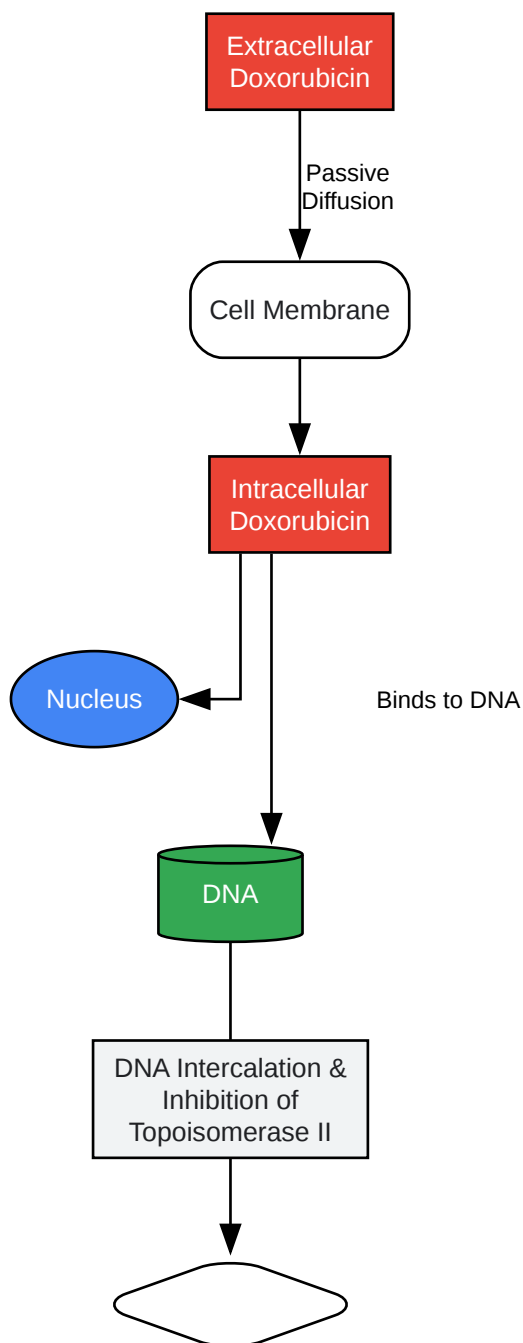 Extracellular
Doxorubicin
Passive
Diffusion
Cell Membrane
Intracellular
Doxorubicin
Nucleus
Binds to DNA
DNA
DNA Intercalation &
Inhibition of
Topoisomerase II